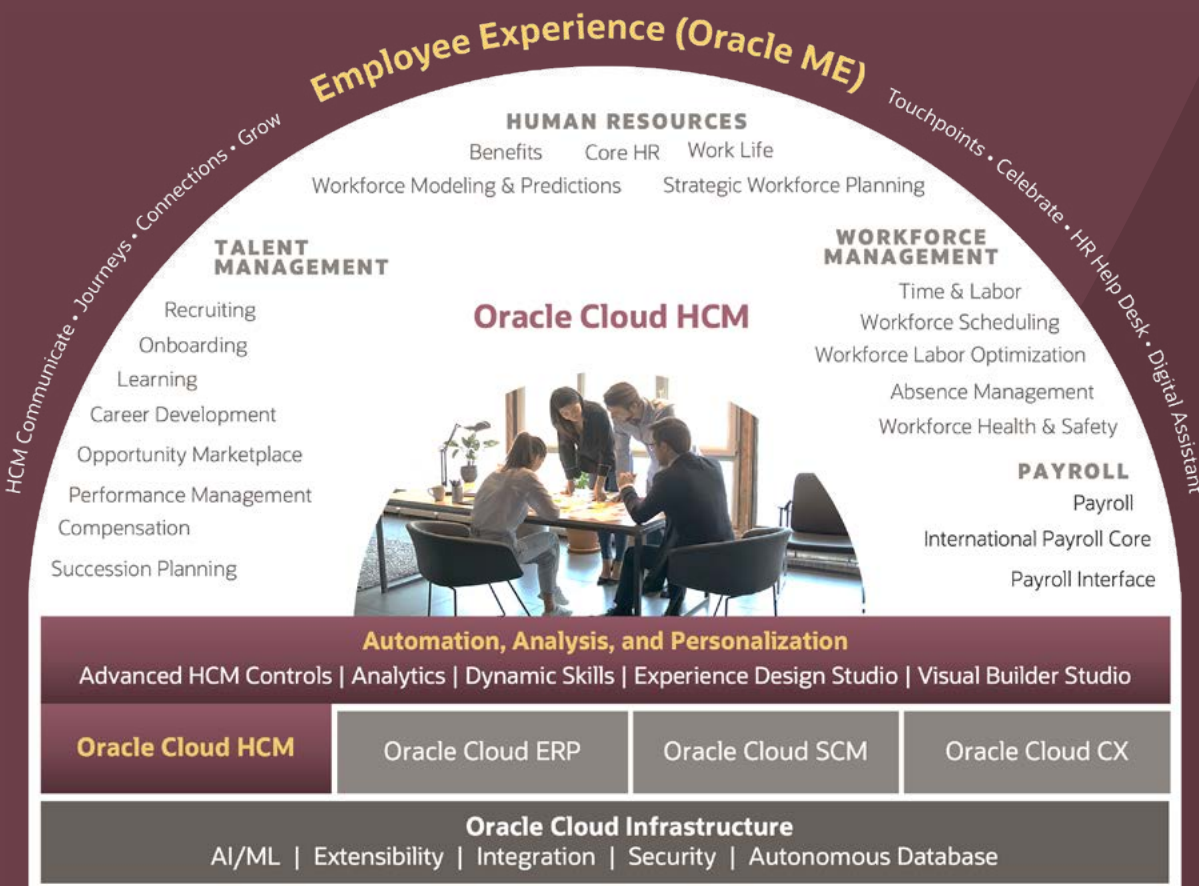 Employee Experience (Oracle ME)
HCM Communicate • Journeys • Connections • Grow
Touchpoints • Celebrate • HR Help Desk • Digital Assistant
HUMAN RESOURCES
Benefits Core HR Work Life
Workforce Modeling & Predictions Strategic Workforce Planning
TALENT
MANAGEMENT
Recruiting
Onboarding
Learning
Career Development
Opportunity Marketplace
Performance Management
Compensation
Succession Planning
Oracle Cloud HCM
WORKFORCE
MANAGEMENT
Time & Labor
Workforce Scheduling
Workforce Labor Optimization
Absence Management
Workforce Health & Safety
PAYROLL
Payroll
International Payroll Core
Payroll Interface
Automation, Analysis, and Personalization
Advanced HCM Controls | Analytics | Dynamic Skills | Experience Design Studio | Visual Builder Studio
Oracle Cloud HCM
Oracle Cloud ERP
Oracle Cloud SCM
Oracle Cloud CX
Oracle Cloud Infrastructure
AI/ML | Extensibility | Integration | Security | Autonomous Database